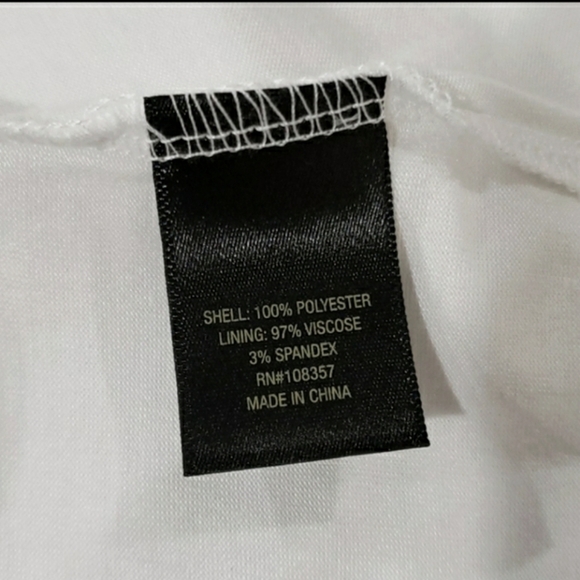 SHELL: 100% POLYESTER
LINING: 97% VISCOSE
3% SPANDEX
RN#108357
MADE IN CHINA